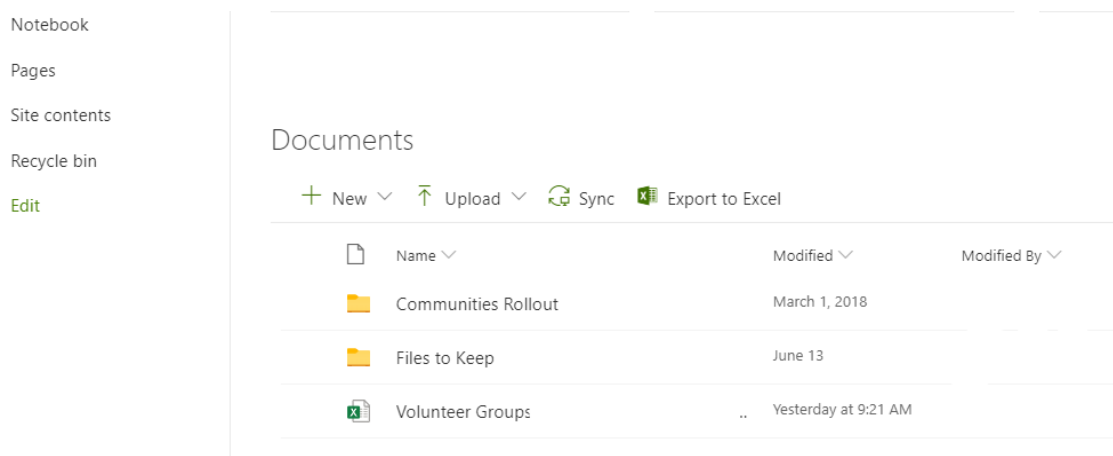 Notebook
Pages
Site contents
Recycle bin
Edit
Documents
New Upload Sync Export to Excel
Name Modified Modified By
Communities Rollout March 1, 2018
Files to Keep June 13
Volunteer Groups .. Yesterday at 9:21 AM